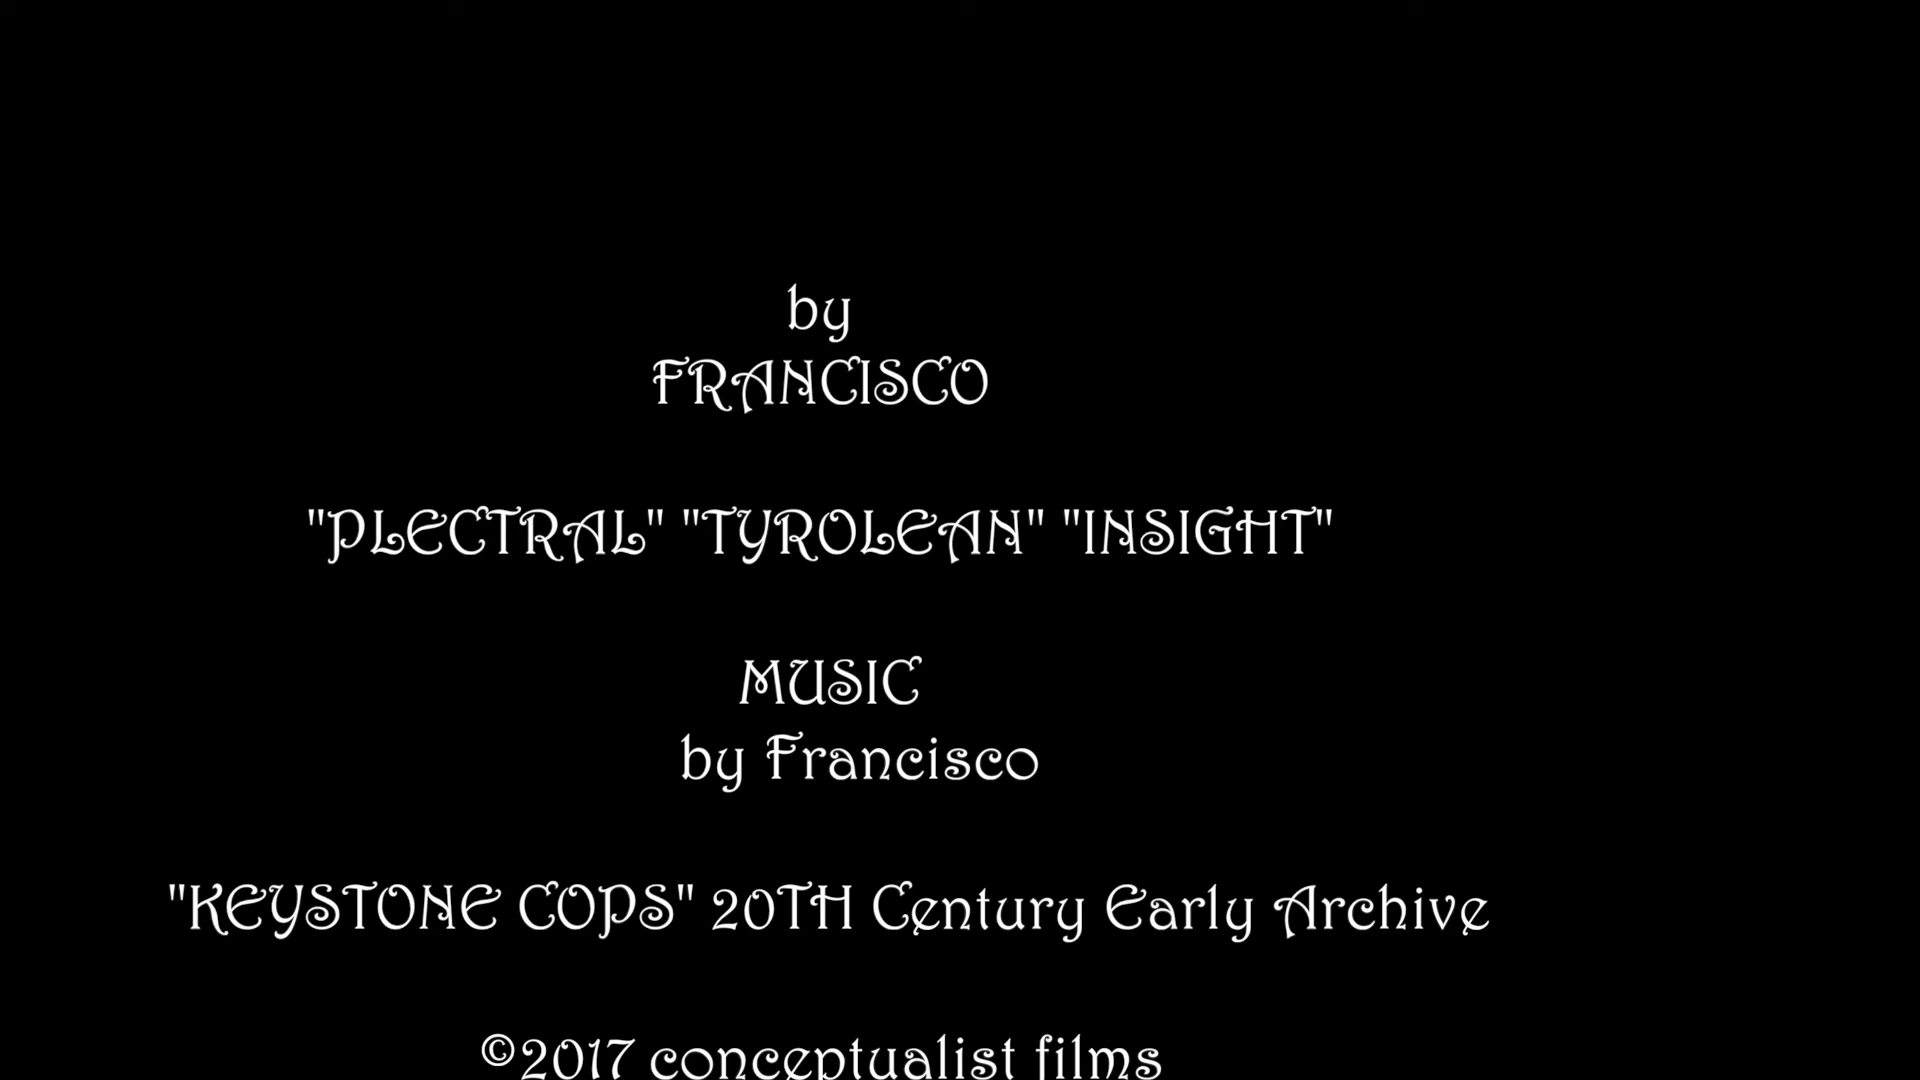 by
FRANCISCO
"PLECTRAL" "TYROLEAN" "INSIGHT"
MUSIC
by Francisco
"KEYSTONE COPS" 20TH Century Early Archive
©2017 conceptualist films